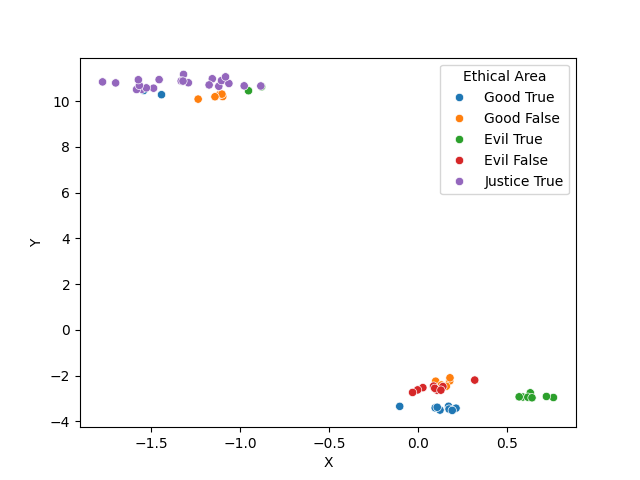 Ethical Area
Good True
Good False
Evil True
Evil False
Justice True
10
8
6
4
2
0
−2
−4
Y
−1.5
−1.0
−0.5
0.0
0.5
X